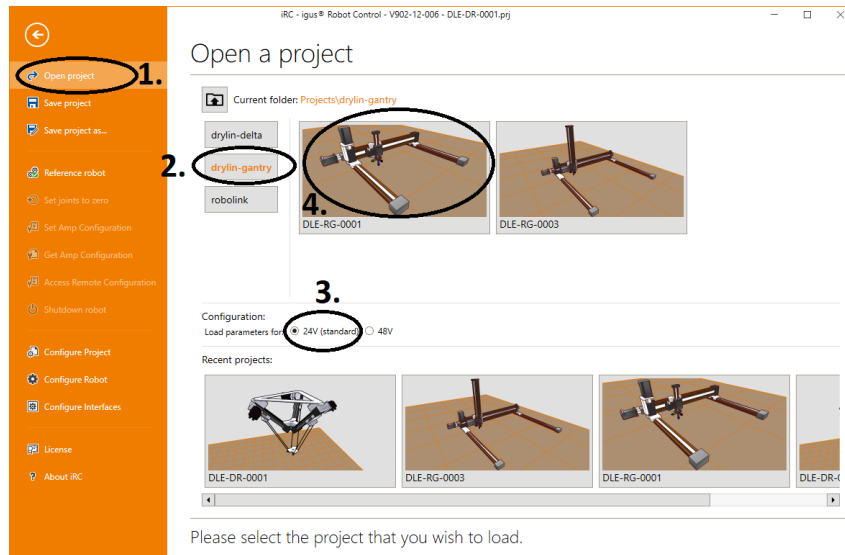 iRC - igus® Robot Control - V902-12-006 - DLE-DR-0001.prj
Open a project
1.
Open project
Save project
Save project as...
Reference robot
Set joints to zero
Set Amp Configuration
Get Amp Configuration
Access Remote Configuration
Shutdown robot
Configure Project
Configure Robot
Configure Interfaces
License
About iRC
Current folder: Projects\drylin-gantry
drylin-delta
2.
drylin-gantry
robolink
4.
DLE-RG-0001
DLE-RG-0003
3.
Configuration:
Load parameters for: 24V (standard) 48V
Recent projects:
DLE-DR-0001
DLE-RG-0003
DLE-RG-0001
DLE-DR-
Please select the project that you wish to load.